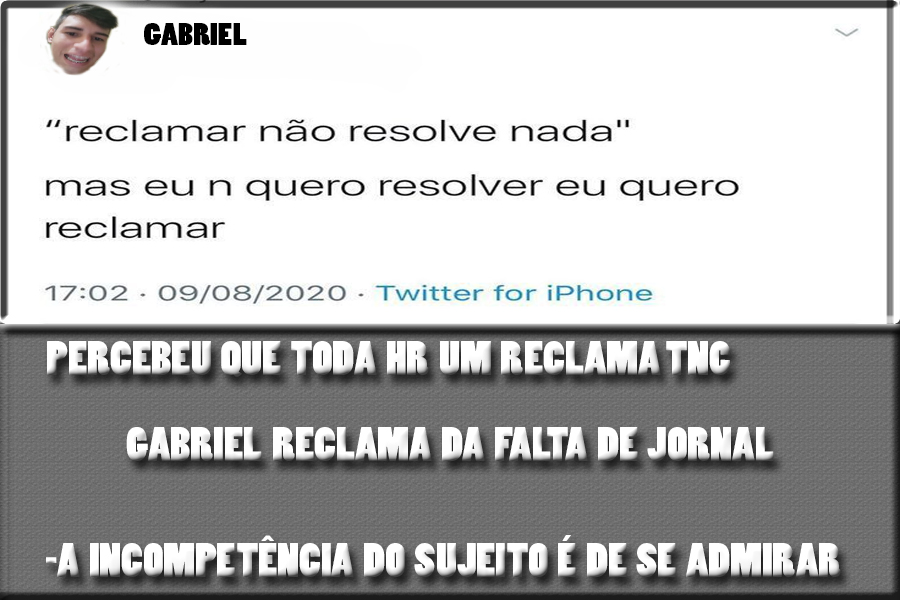 GABRIEL
“reclamar não resolve nada"
mas eu n quero resolver eu quero
reclamar
17:02 · 09/08/2020 · Twitter for iPhone
PERCEBEU QUE TODA HR UM RECLAMA TNC
GABRIEL RECLAMA DA FALTA DE JORNAL
-A INCOMPETÊNCIA DO SUJEITO É DE SE ADMIRAR